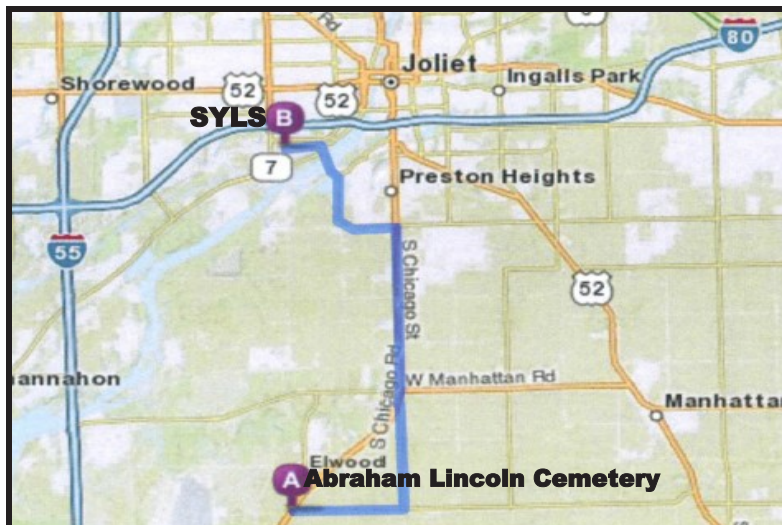 80
Joliet
Shorewood
52
52
Ingalls Park
SYLS
B
7
Preston Heights
55
S Chicago St
52
S Chicago Rd
W Manhattan Rd
annahon
Manhattan
Elwood
A
Abraham Lincoln Cemetery